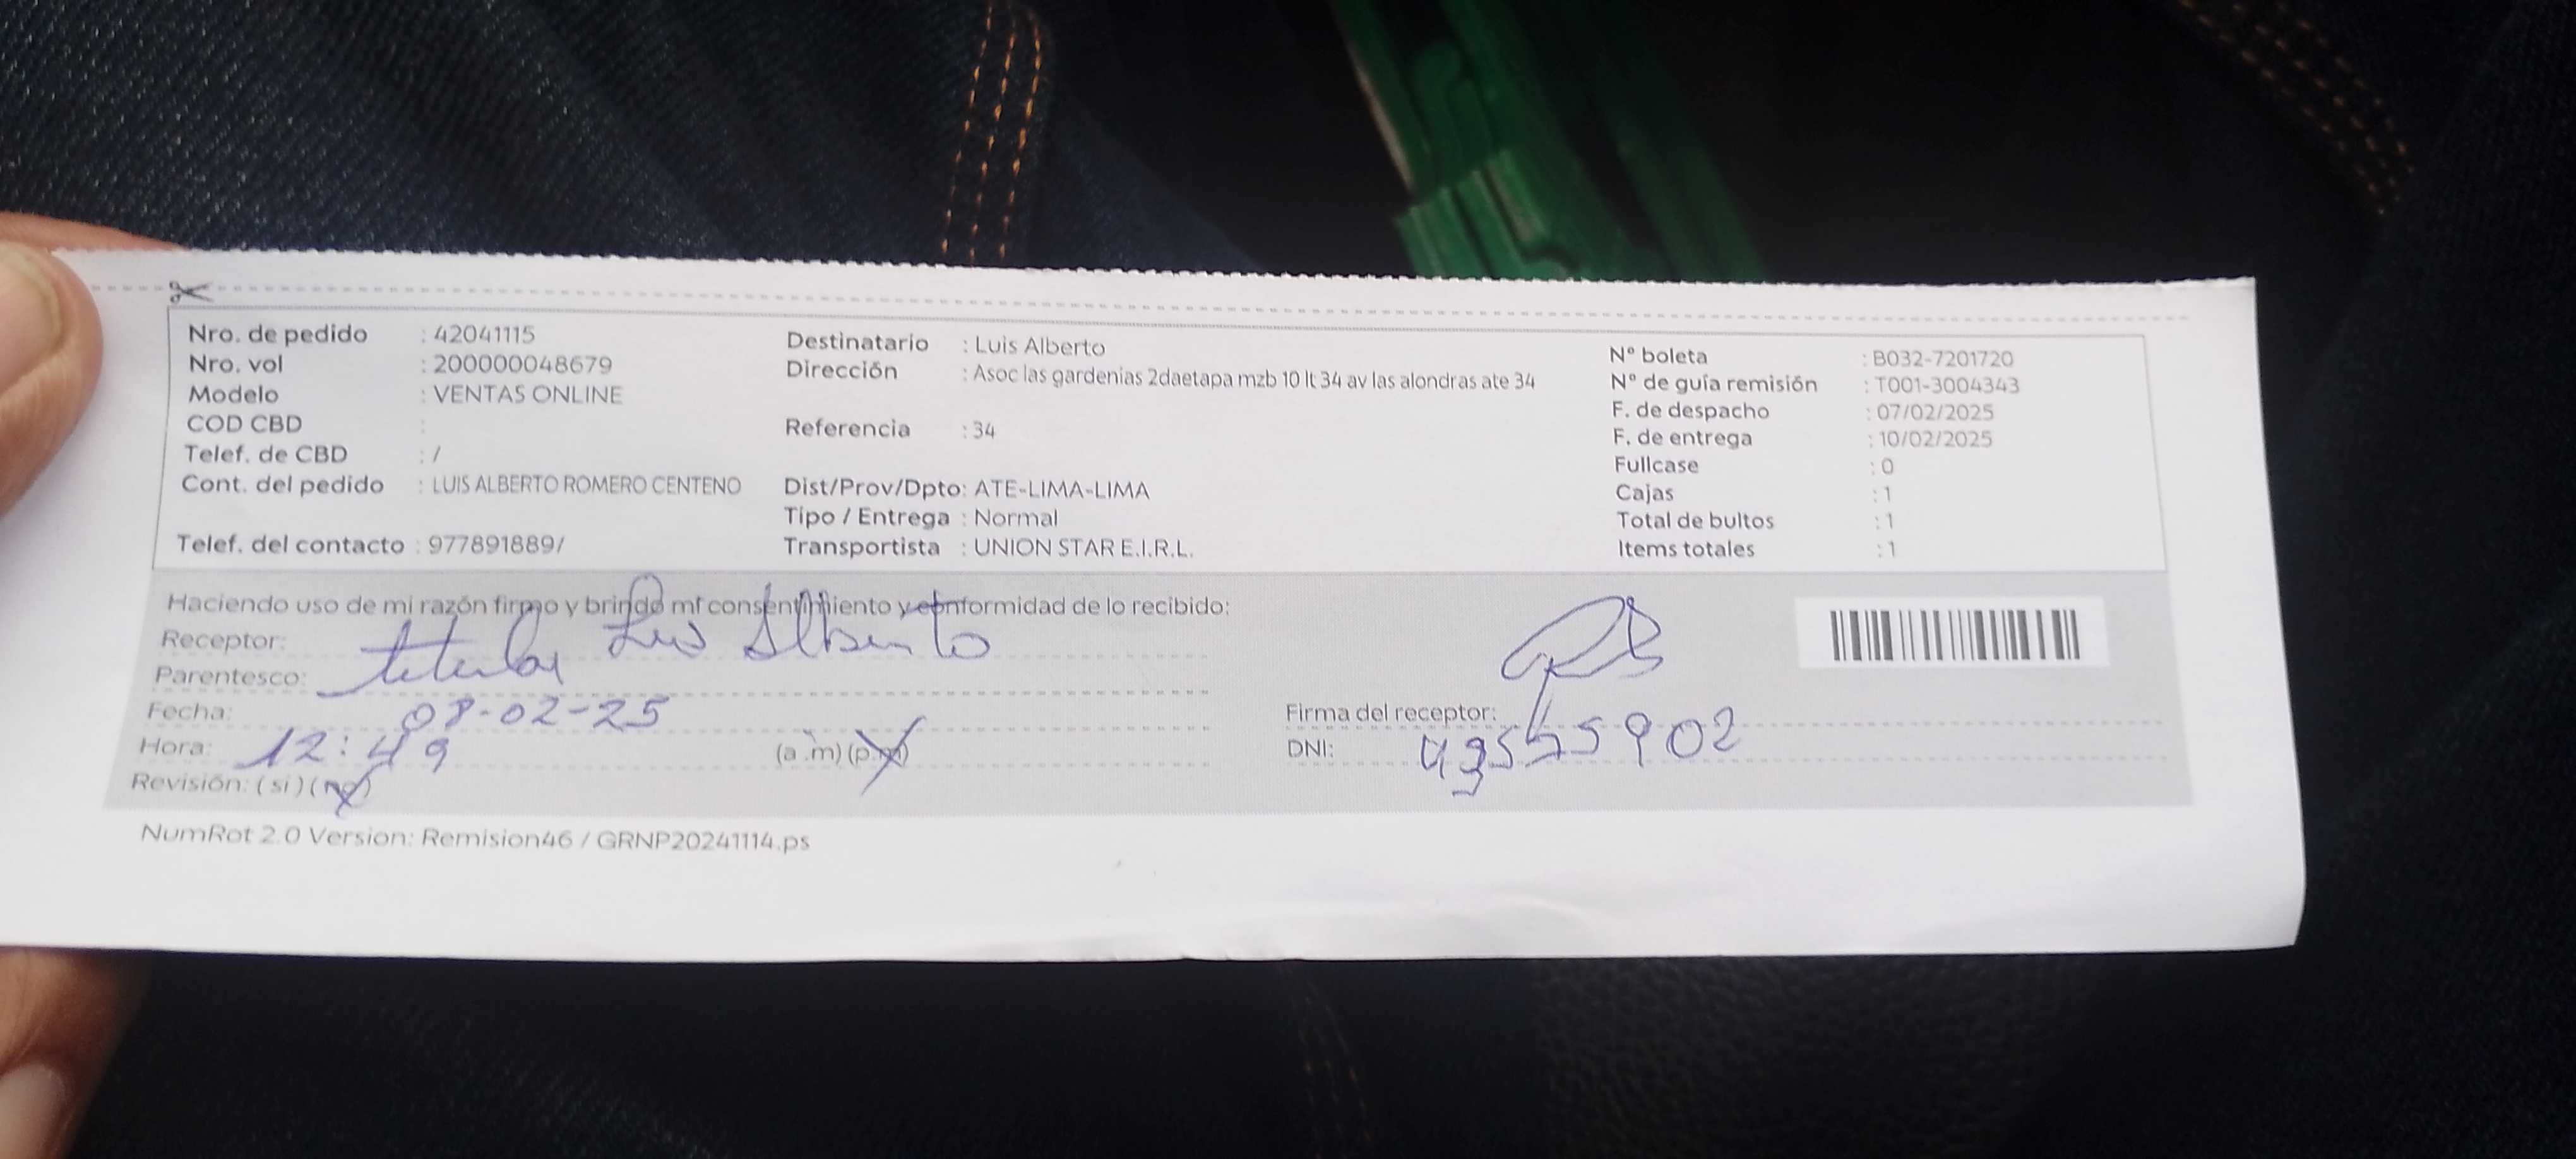 Nro. de pedido : 42041115
Nro. vol : 200000048679
Modelo : VENTAS ONLINE
COD CBD :
Telef. de CBD : /
Cont. del pedido : LUIS ALBERTO ROMERO CENTENO
Telef. del contacto : 977891889/
Destinatario : Luis Alberto
Dirección : Asoc las gardenias 2daetapa mzb 10 lt 34 av las alondras ate 34
Referencia : 34
Dist/Prov/Dpto: ATE-LIMA-LIMA
Tipo / Entrega : Normal
Transportista : UNION STAR E.I.R.L.
N° boleta : B032-7201720
N° de guía remisión : T001-3004343
F. de despacho : 07/02/2025
F. de entrega : 10/02/2025
Fullcase : 0
Cajas : 1
Total de bultos : 1
Items totales : 1
Haciendo uso de mi razón firmo y brindo mi consentimiento y conformidad de lo recibido:
Receptor: Luis Alberto
Parentesco: titular
Fecha: 08-02-25
Hora: 12:49 (a .m) (p.m)
Revisión: ( si ) ( no )
Firma del receptor:
DNI:
NumRot 2.0 Version: Remision46 / GRNP20241114.ps